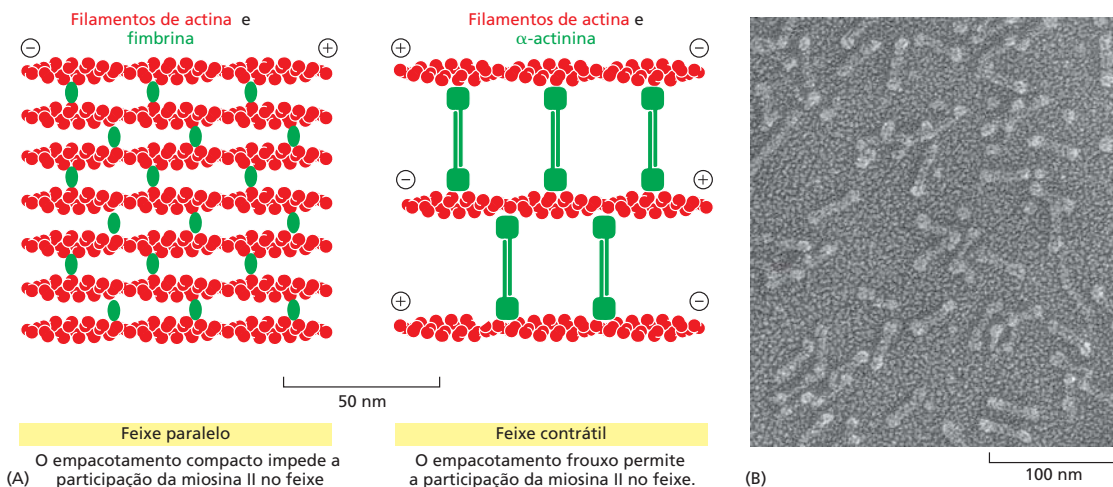 Filamentos de actina e
fimbrina
− +
Filamentos de actina e
α-actinina
+ −
− +
+ −
50 nm
Feixe paralelo
O empacotamento compacto impede a
participação da miosina II no feixe
Feixe contrátil
O empacotamento frouxo permite
a participação da miosina II no feixe.
(A)
(B)
100 nm